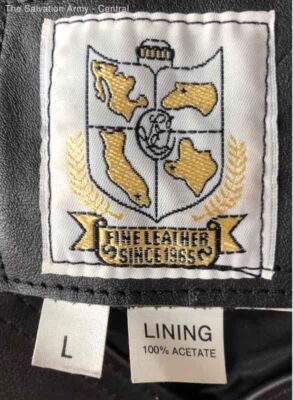 The Salvation Army - Central
FINE LEATHER
SINCE 1965
L
LINING
100% ACETATE